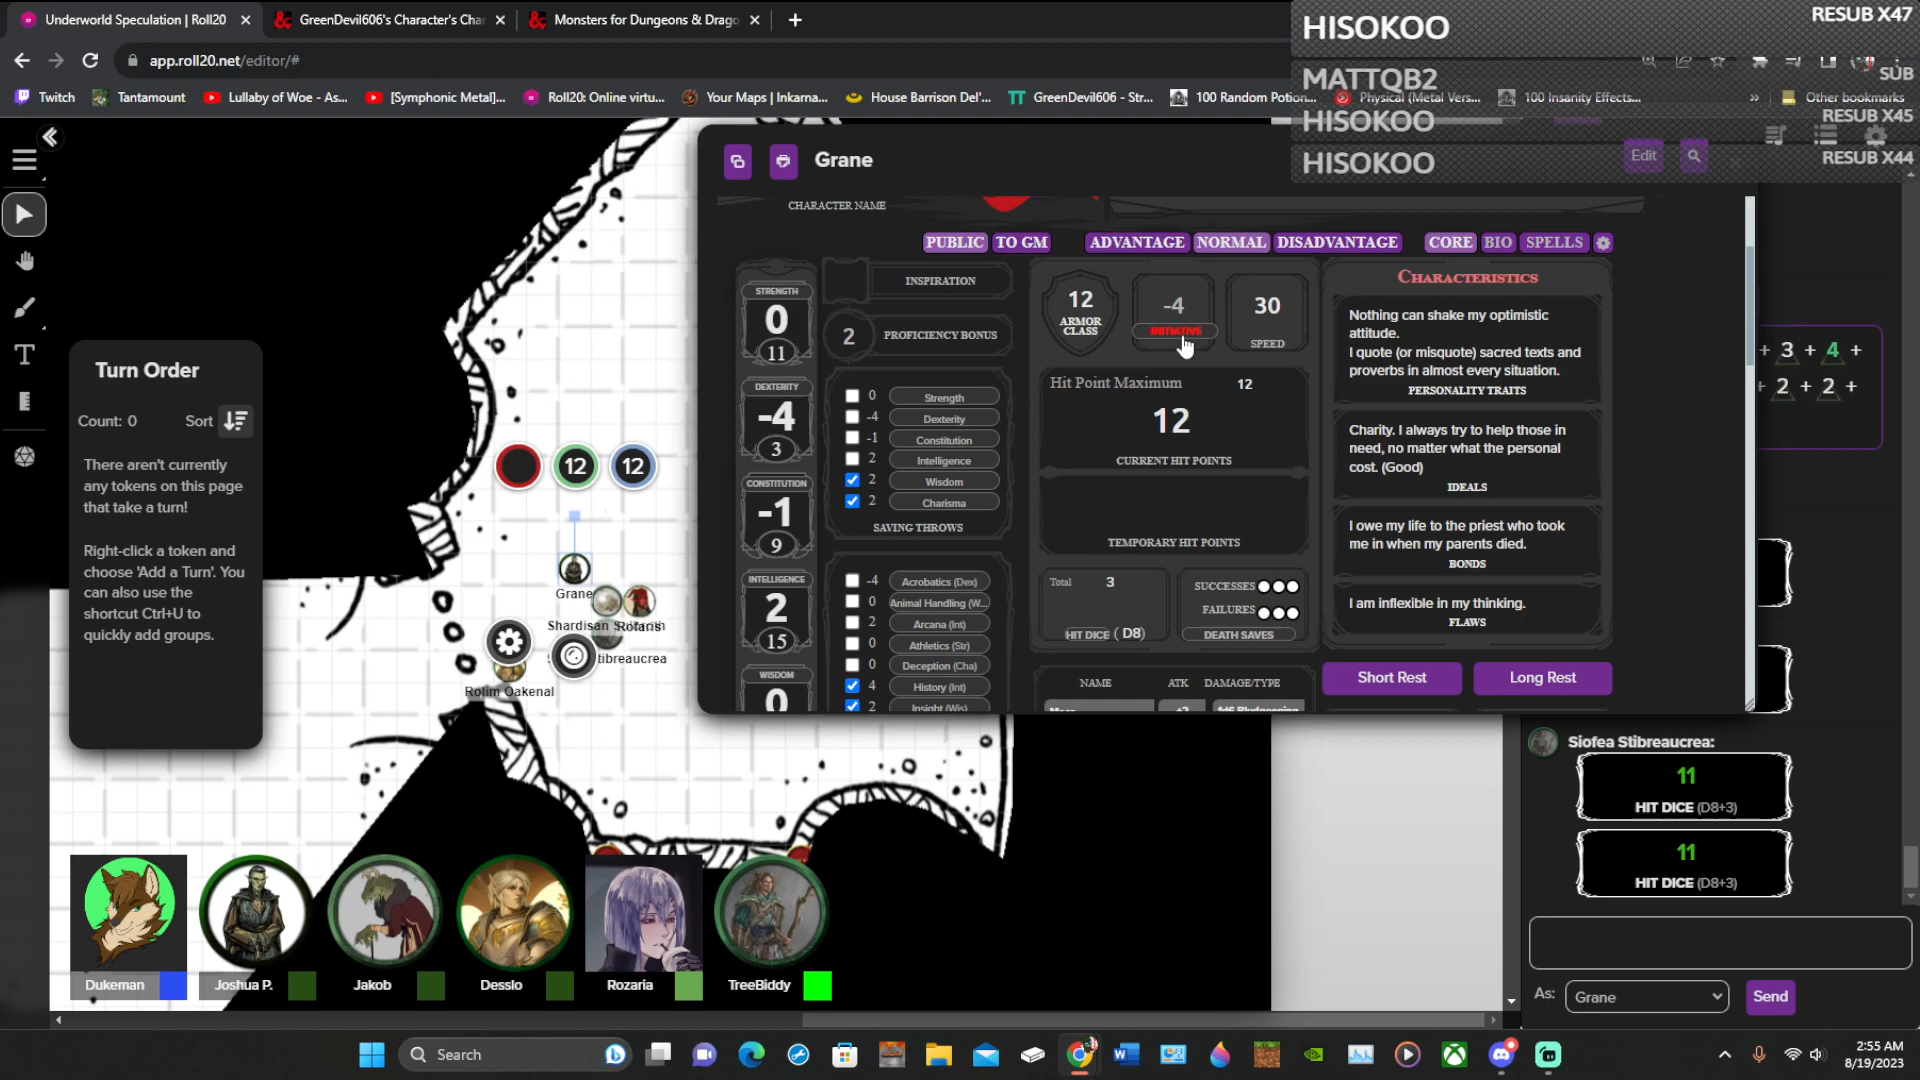 Underworld Speculation | Roll20
GreenDevil606's Character's Char
Monsters for Dungeons & Drago
app.roll20.net/editor/#
HISOKOO
RESUB X47
MATTQB2
SUB
HISOKOO
RESUB X45
HISOKOO
RESUB X44
Twitch
Tantamount
Lullaby of Woe - As...
[Symphonic Metal]...
Roll20: Online virtu...
Your Maps | Inkarna...
House Barrison Del'...
GreenDevil606 - Str...
100 Random Potion...
Physical (Metal Vers...
100 Insanity Effects...
»
Other bookmarks
Grane
Edit
CHARACTER NAME
PUBLIC
TO GM
ADVANTAGE
NORMAL
DISADVANTAGE
CORE
BIO
SPELLS
STRENGTH
0
11
DEXTERITY
-4
3
CONSTITUTION
-1
9
INTELLIGENCE
2
15
WISDOM
0
INSPIRATION
2
PROFICIENCY BONUS
0 Strength
-4 Dexterity
-1 Constitution
2 Intelligence
2 Wisdom
2 Charisma
SAVING THROWS
-4 Acrobatics (Dex)
0 Animal Handling (W...
2 Arcana (Int)
0 Athletics (Str)
0 Deception (Cha)
4 History (Int)
2 Insight (Wis)
12
ARMOR
CLASS
-4
INITIATIVE
30
SPEED
Hit Point Maximum 12
12
CURRENT HIT POINTS
TEMPORARY HIT POINTS
Total 3
HIT DICE ( D8)
SUCCESSES
FAILURES
DEATH SAVES
NAME
ATK
DAMAGE/TYPE
Mace
+2
1d6 Bludgeoning
CHARACTERISTICS
Nothing can shake my optimistic
attitude.
I quote (or misquote) sacred texts and
proverbs in almost every situation.
PERSONALITY TRAITS
Charity. I always try to help those in
need, no matter what the personal
cost. (Good)
IDEALS
I owe my life to the priest who took
me in when my parents died.
BONDS
I am inflexible in my thinking.
FLAWS
Short Rest
Long Rest
Turn Order
Count: 0
Sort
There aren't currently
any tokens on this page
that take a turn!
Right-click a token and
choose 'Add a Turn'. You
can also use the
shortcut Ctrl+U to
quickly add groups.
12
12
Grane
Shardisan
Rofaris
tibreaucrea
Rolim Oakenal
+ 3 + 4 +
+ 2 + 2 +
Siofea Stibreaucrea:
11
HIT DICE (D8+3)
11
HIT DICE (D8+3)
As:
Grane
Send
Dukeman
Joshua P.
Jakob
Desslo
Rozaria
TreeBiddy
Search
2:55 AM
8/19/2023